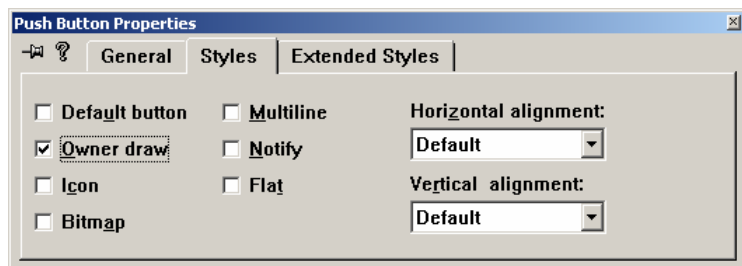 Push Button Properties
General Styles Extended Styles
Default button Multiline Horizontal alignment:
Owner draw Notify Default
Icon Flat Vertical alignment:
Bitmap Default